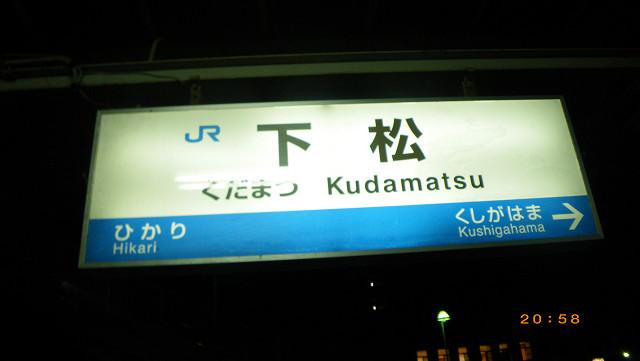 JR 下松
くだまつ Kudamatsu
ひかり
Hikari
くしがはま →
Kushigahama
20:58